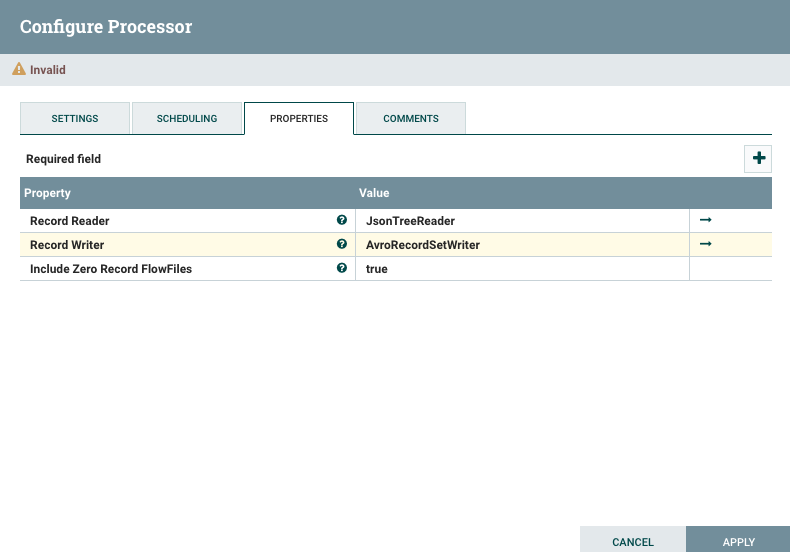 Configure Processor
Invalid
SETTINGS SCHEDULING PROPERTIES COMMENTS
Required field
Property Value
Record Reader JsonTreeReader
Record Writer AvroRecordSetWriter
Include Zero Record FlowFiles true
CANCEL APPLY